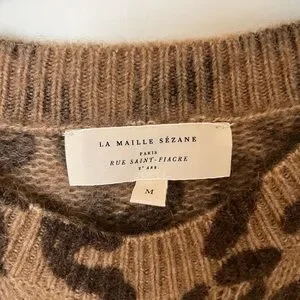 LA MAILLE SÉZANE
PARIS
RUE SAINT-FIACRE
2e ARR.
M